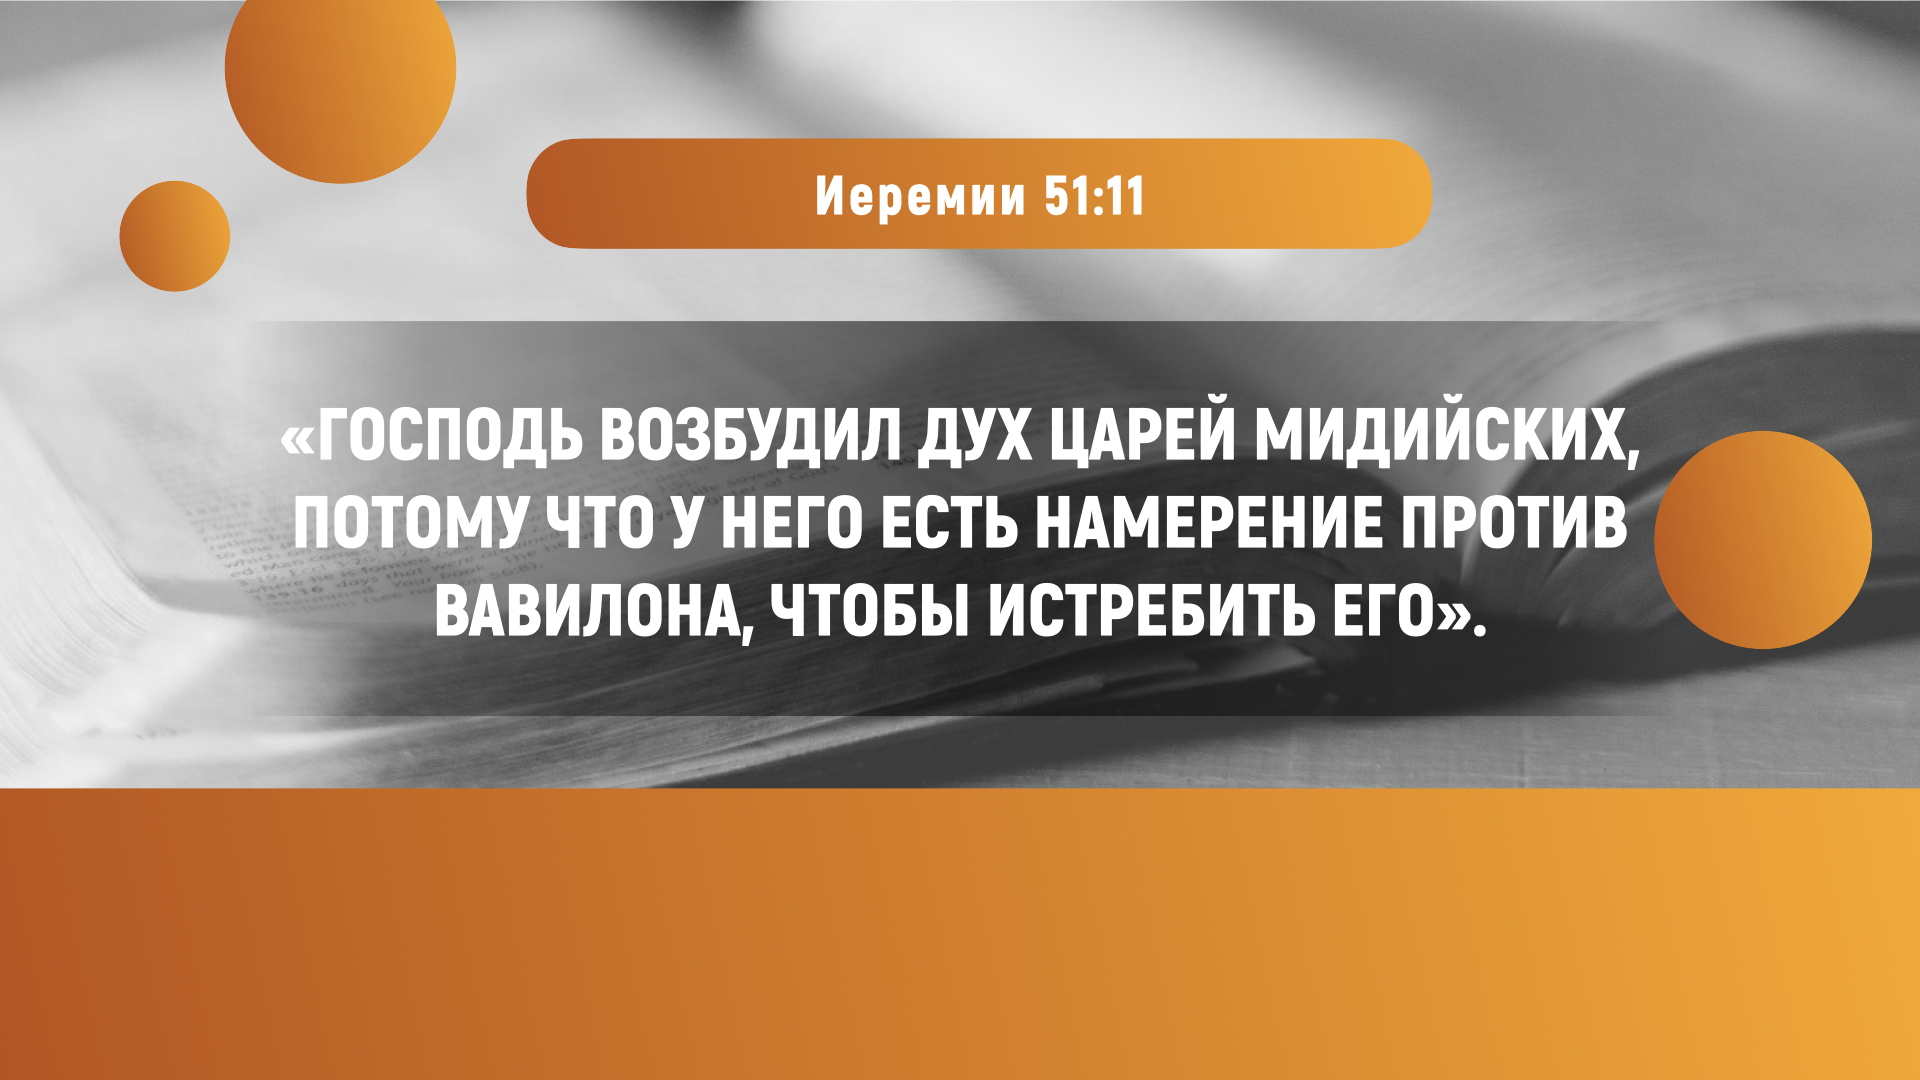 Иеремии 51:11
«ГОСПОДЬ ВОЗБУДИЛ ДУХ ЦАРЕЙ МИДИЙСКИХ,
ПОТОМУ ЧТО У НЕГО ЕСТЬ НАМЕРЕНИЕ ПРОТИВ
ВАВИЛОНА, ЧТОБЫ ИСТРЕБИТЬ ЕГО».